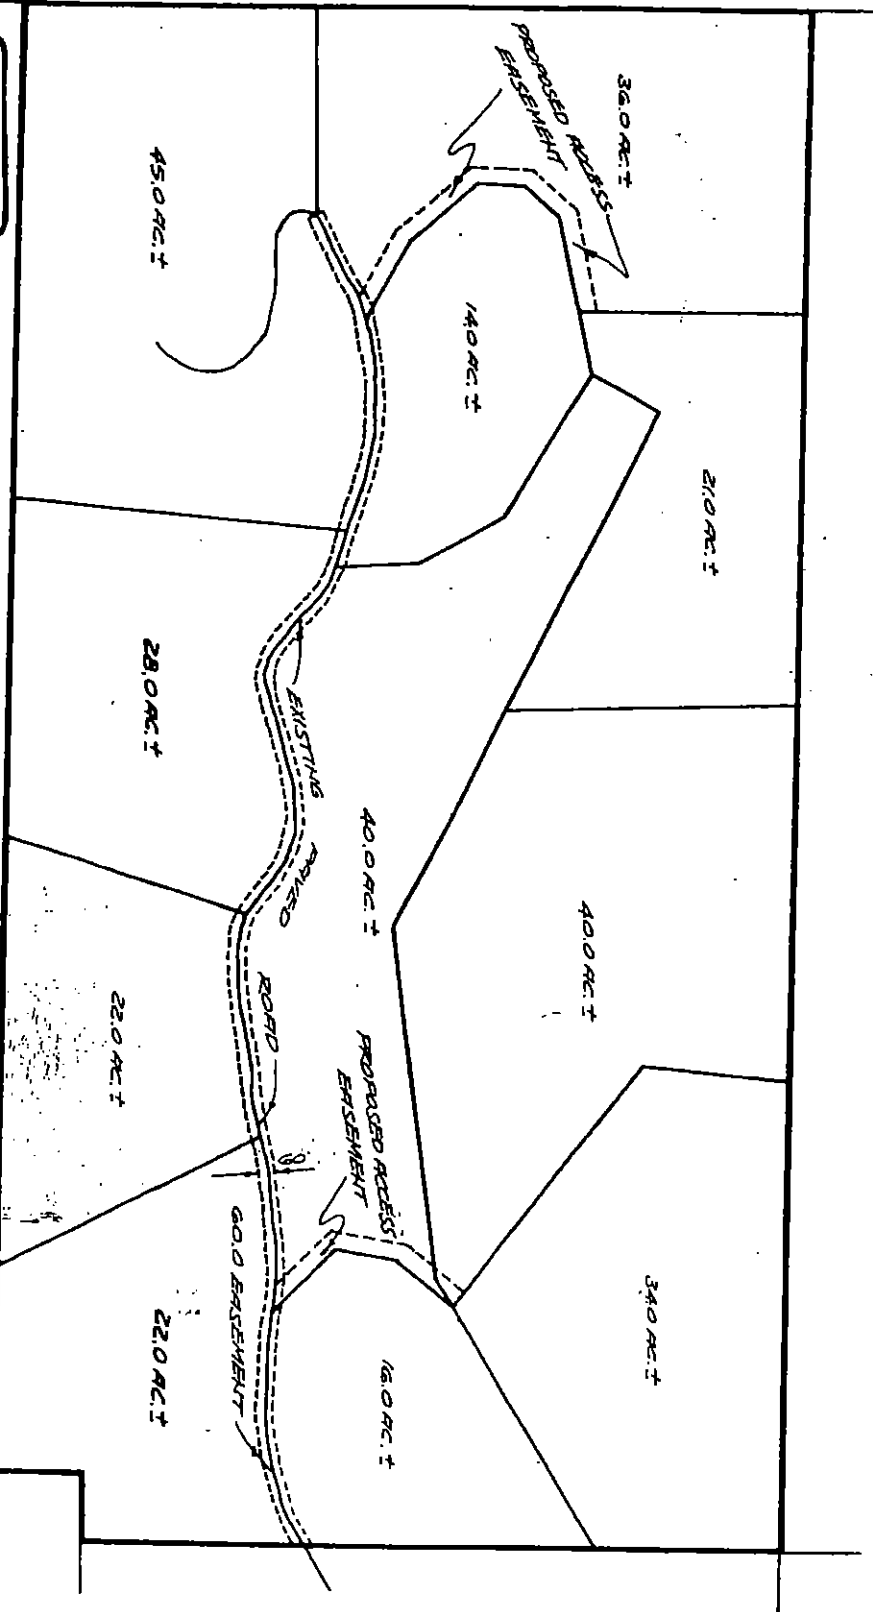 36.0 AC.±
PROPOSED ACCESS
EASEMENT
45.0 AC.±
14.0 AC.±
21.0 AC.±
28.0 AC.±
EXISTING PAVED ROAD
40.0 AC.±
40.0 AC.±
22.0 AC.±
PROPOSED ACCESS
EASEMENT
60.0 EASEMENT
22.0 AC.±
16.0 AC.±
34.0 AC.±